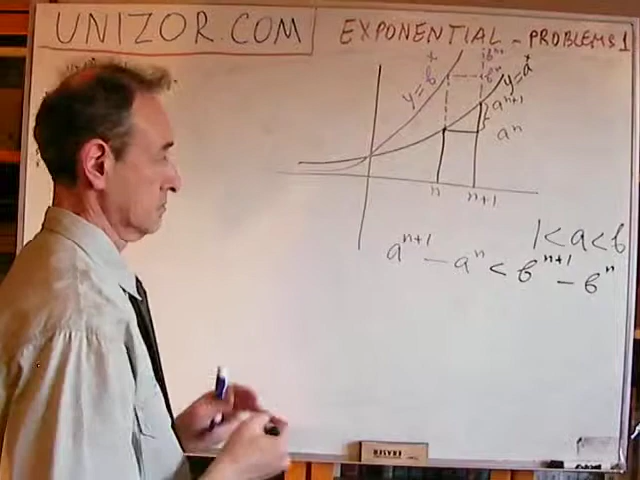 UNIZOR.COM
EXPONENTIAL - PROBLEMS 1
y=b^x
b^n
y=a^x
a^{n+1}
a^n
n
n+1
1<a<b
a^{n+1} - a^n < b^{n+1} - b^n